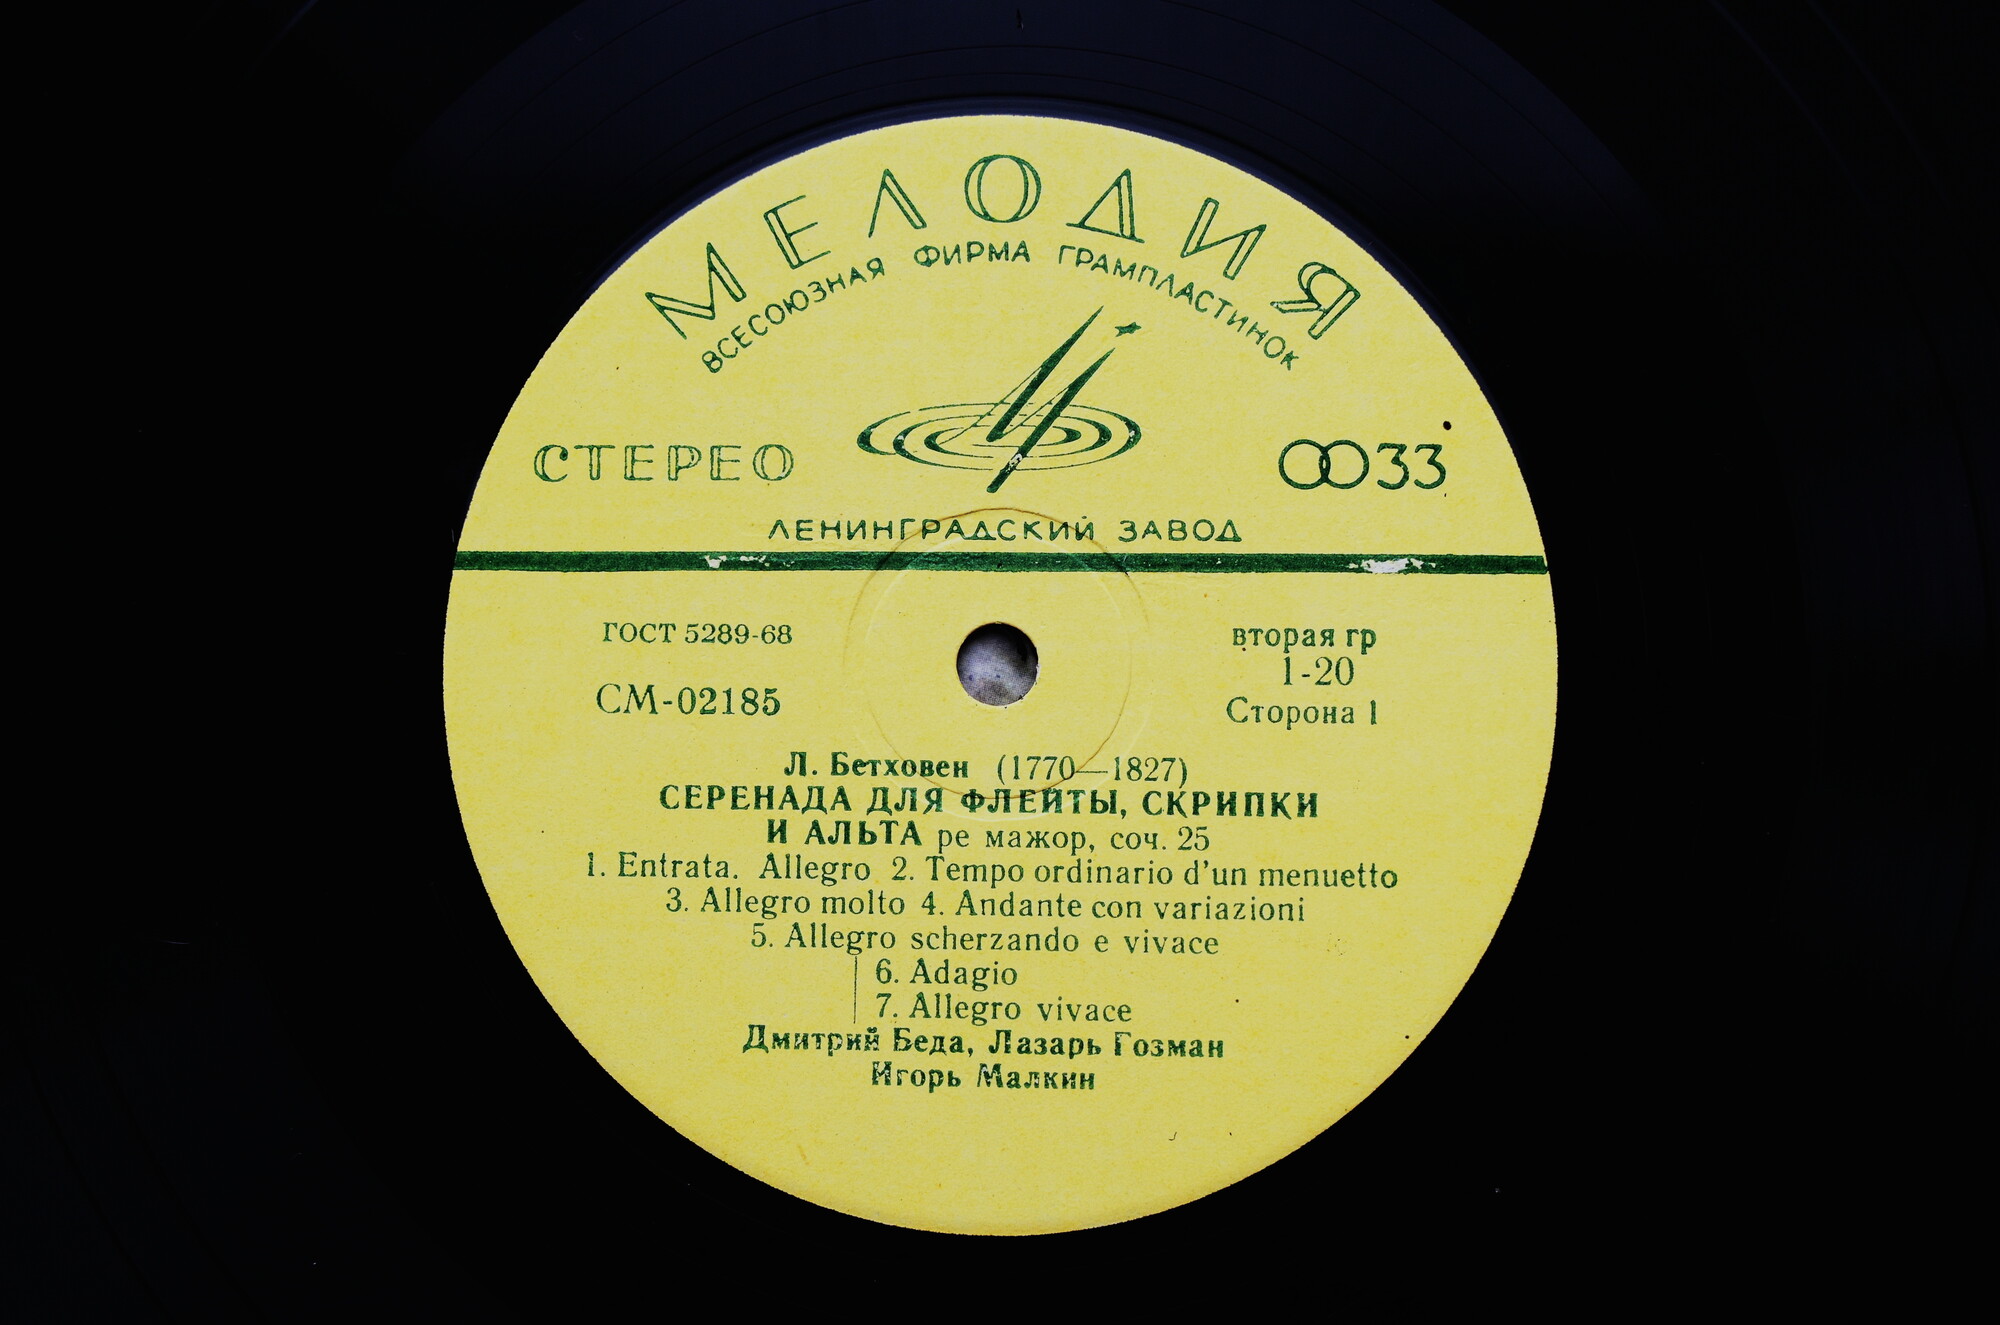 МЕЛОДИЯ
ВСЕСОЮЗНАЯ ФИРМА ГРАМПЛАСТИНОК
СТЕРЕО
33
ЛЕНИНГРАДСКИЙ ЗАВОД
ГОСТ 5289-68
СМ-02185
вторая гр
1-20
Сторона 1
Л. Бетховен (1770—1827)
СЕРЕНАДА ДЛЯ ФЛЕЙТЫ, СКРИПКИ
И АЛЬТА ре мажор, соч. 25
1. Entrata. Allegro 2. Tempo ordinario d'un menuetto
3. Allegro molto 4. Andante con variazioni
5. Allegro scherzando e vivace
6. Adagio
7. Allegro vivace
Дмитрий Беда, Лазарь Гозман
Игорь Малкин